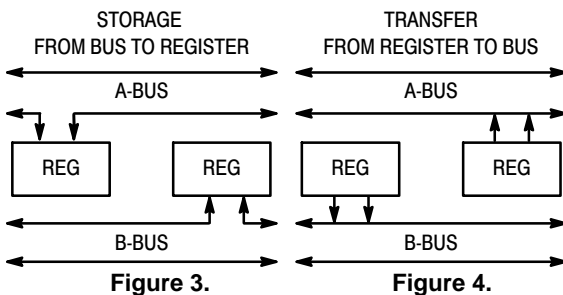 STORAGE
FROM BUS TO REGISTER
A-BUS
REG
REG
B-BUS
Figure 3.
TRANSFER
FROM REGISTER TO BUS
A-BUS
REG
REG
B-BUS
Figure 4.